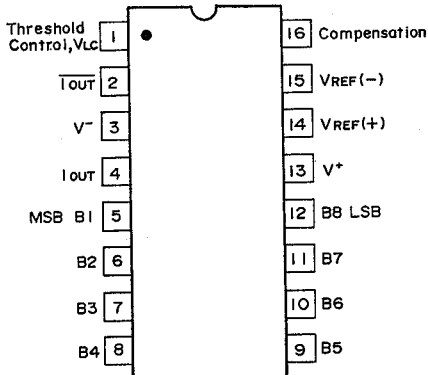 Threshold
Control,VLC 1
16 Compensation
IOUT 2
15 VREF(-)
V- 3
14 VREF(+)
IOUT 4
13 V+
MSB B1 5
12 B8 LSB
B2 6
11 B7
B3 7
10 B6
B4 8
9 B5